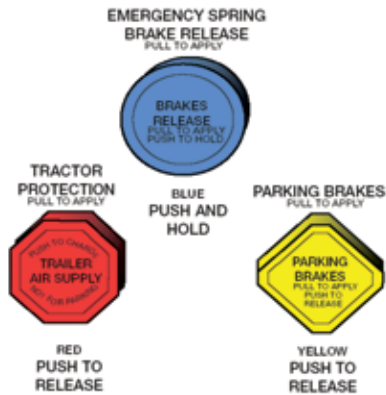 EMERGENCY SPRING
BRAKE RELEASE
PULL TO APPLY
BRAKES
RELEASE
PULL TO APPLY
PUSH TO HOLD
BLUE
PUSH AND
HOLD
TRACTOR
PROTECTION
PULL TO APPLY
PUSH TO CHARGE
TRAILER
AIR SUPPLY
NOT FOR PARKING
RED
PUSH TO
RELEASE
PARKING BRAKES
PULL TO APPLY
PARKING
BRAKES
PULL TO APPLY
PUSH TO
RELEASE
YELLOW
PUSH TO
RELEASE